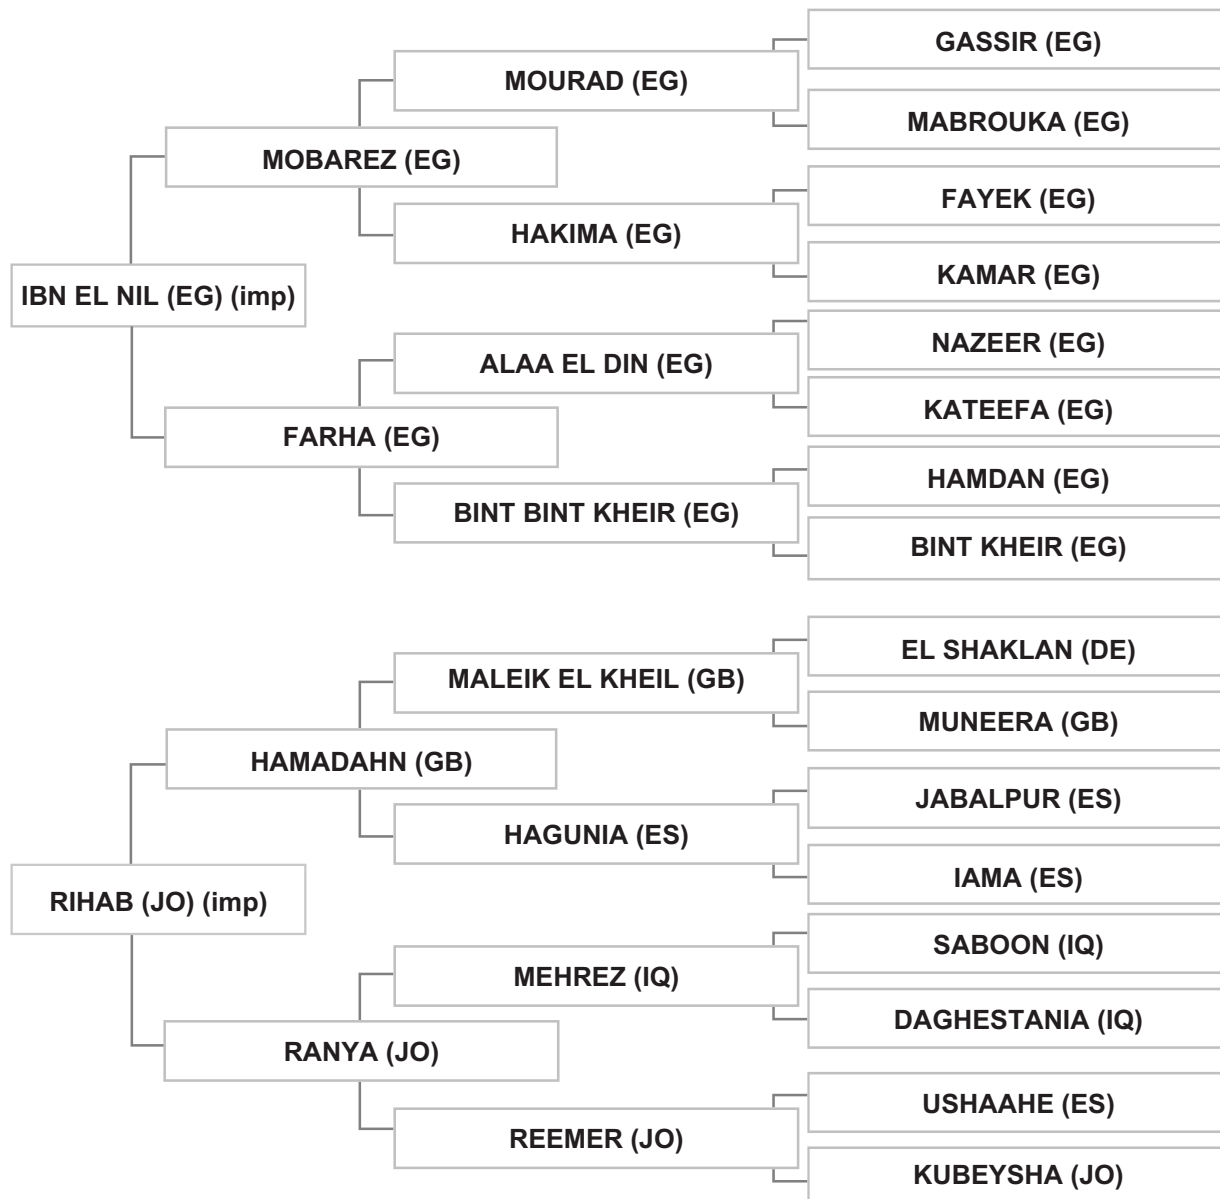 GASSIR (EG)
MOURAD (EG)
MABROUKA (EG)
MOBAREZ (EG)
FAYEK (EG)
HAKIMA (EG)
KAMAR (EG)
IBN EL NIL (EG) (imp)
NAZEER (EG)
ALAA EL DIN (EG)
KATEEFA (EG)
FARHA (EG)
HAMDAN (EG)
BINT BINT KHEIR (EG)
BINT KHEIR (EG)
EL SHAKLAN (DE)
MALEIK EL KHEIL (GB)
MUNEERA (GB)
HAMADAHN (GB)
JABALPUR (ES)
HAGUNIA (ES)
IAMA (ES)
RIHAB (JO) (imp)
SABOON (IQ)
MEHREZ (IQ)
DAGHESTANIA (IQ)
RANYA (JO)
USHAAHE (ES)
REEMER (JO)
KUBEYSHA (JO)